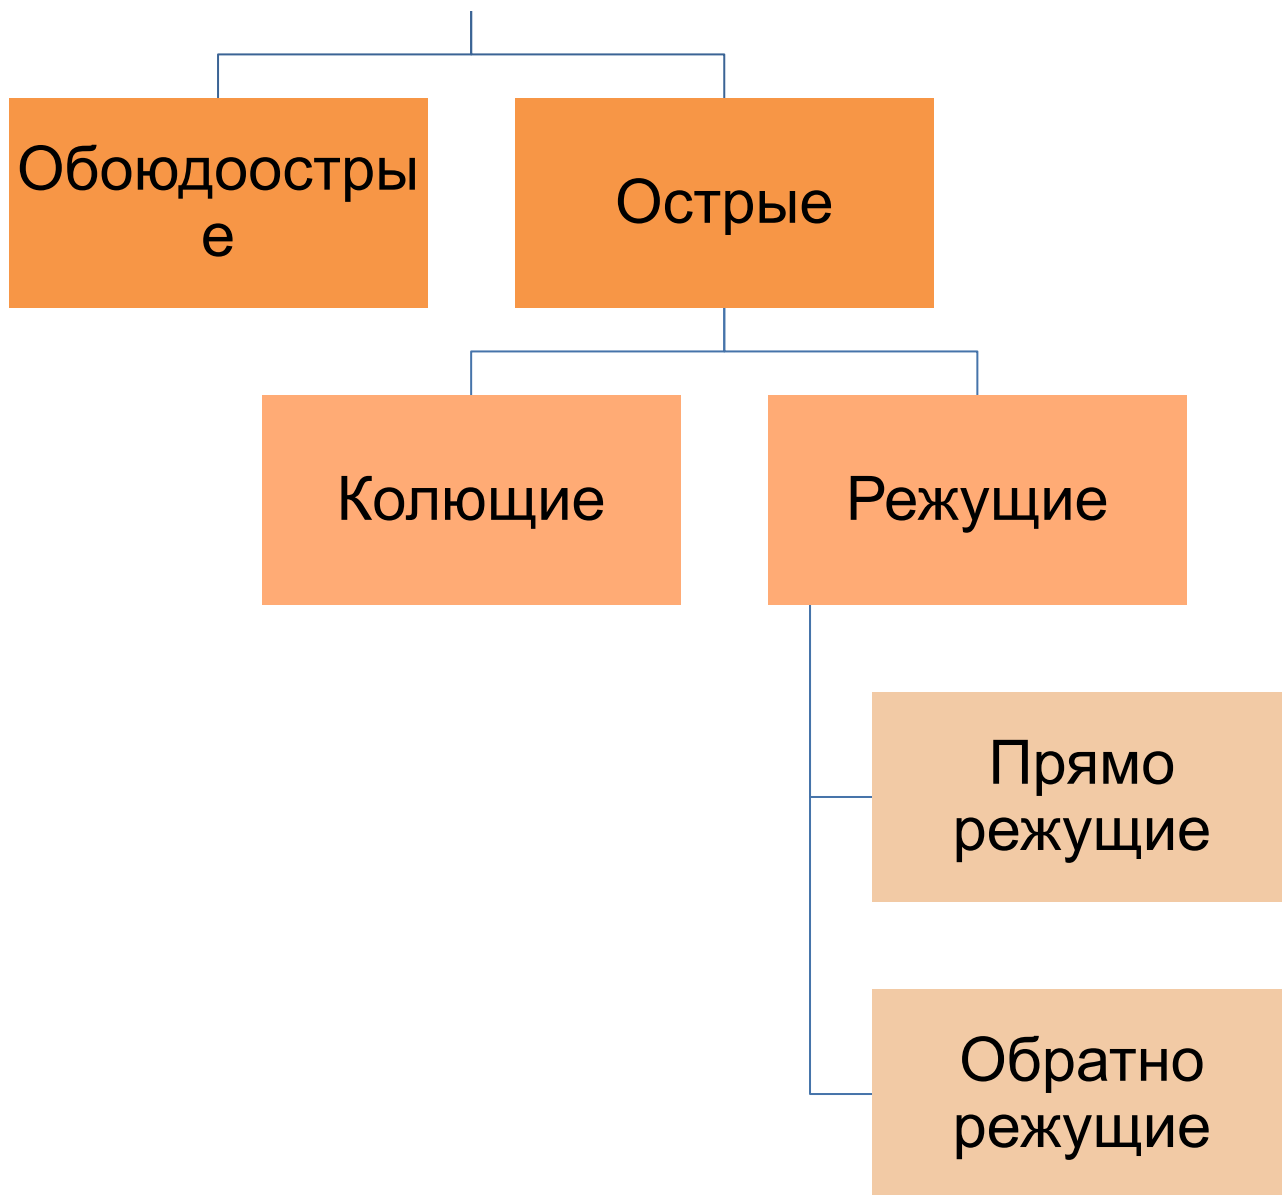 Обоюдоостры
е
Острые
Колющие
Режущие
Прямо
режущие
Обратно
режущие